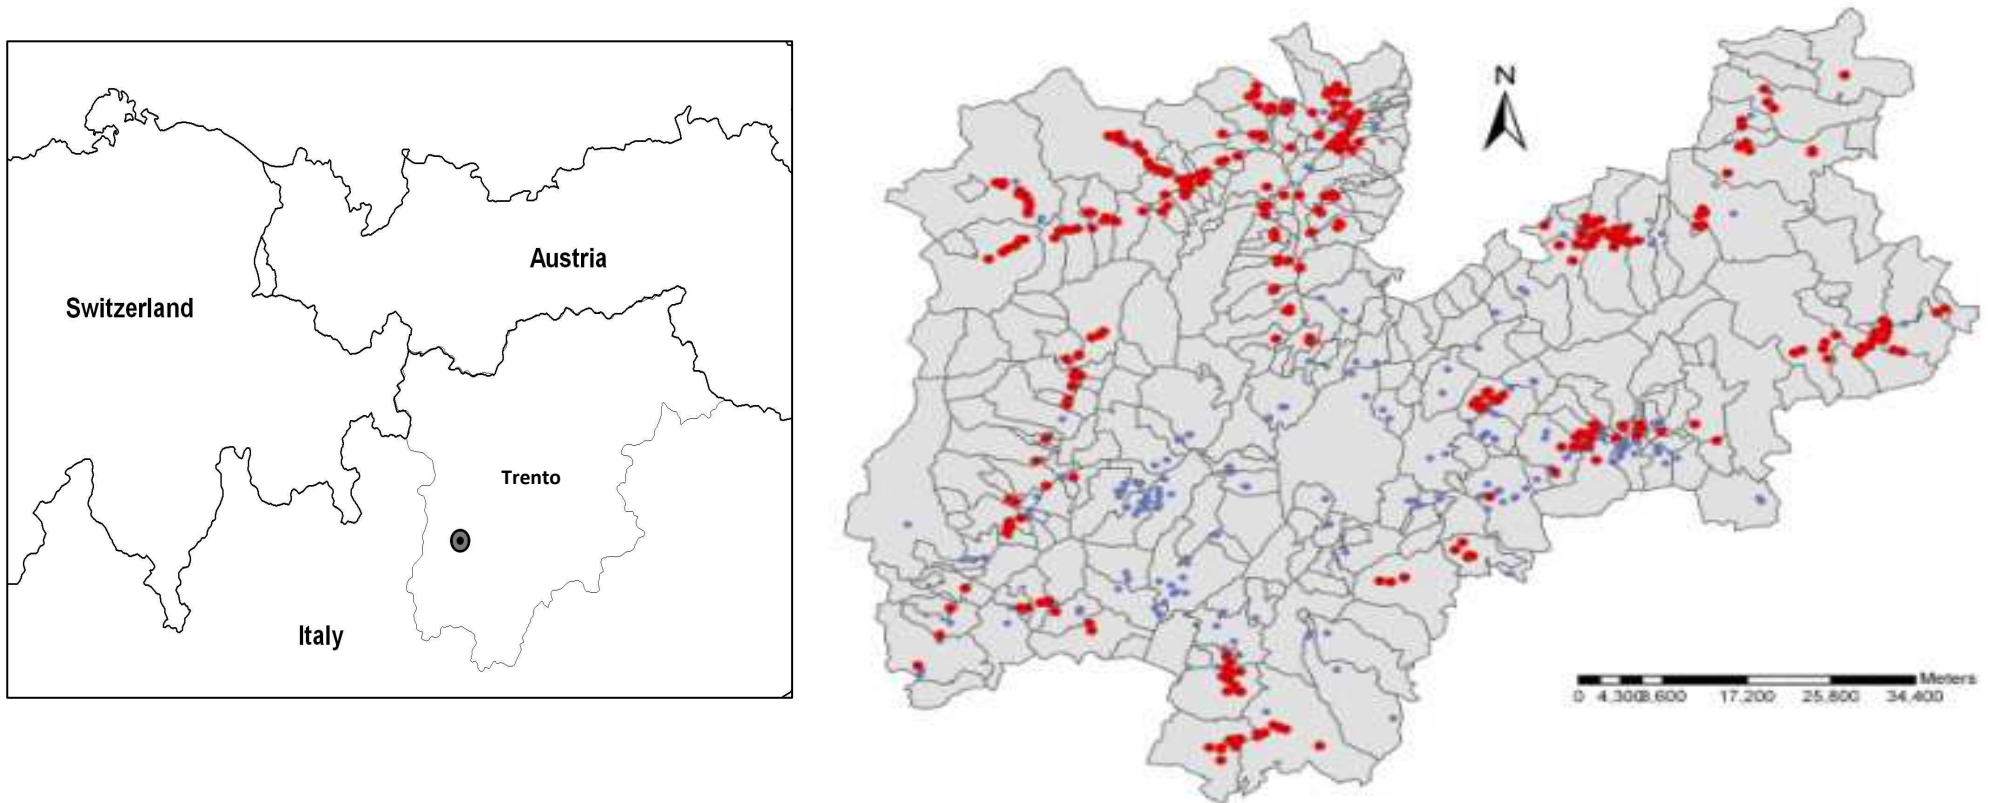 Austria
Switzerland
Trento
Italy
N
Meters
0 4,300 8,600 17,200 25,800 34,400